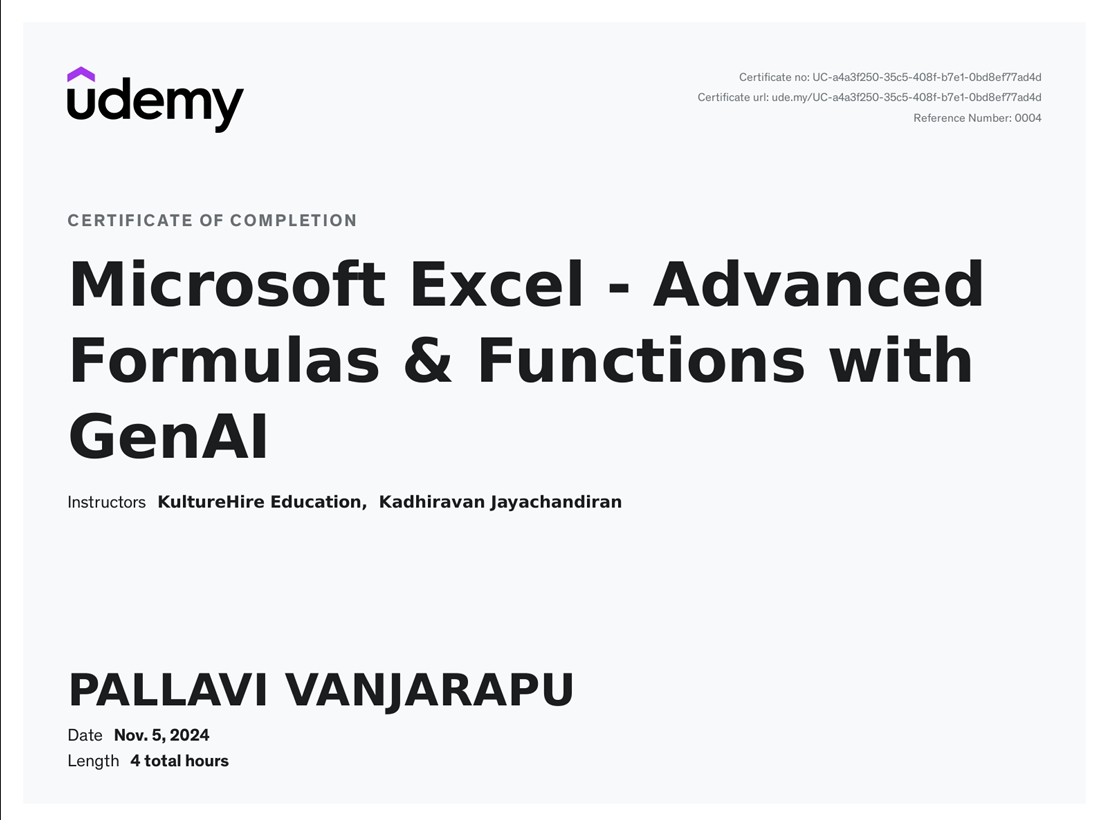 udemy
Certificate no: UC-a4a3f250-35c5-408f-b7e1-0bd8ef77ad4d
Certificate url: ude.my/UC-a4a3f250-35c5-408f-b7e1-0bd8ef77ad4d
Reference Number: 0004
CERTIFICATE OF COMPLETION
Microsoft Excel - Advanced
Formulas & Functions with
GenAI
Instructors KultureHire Education, Kadhiravan Jayachandiran
PALLAVI VANJARAPU
Date Nov. 5, 2024
Length 4 total hours